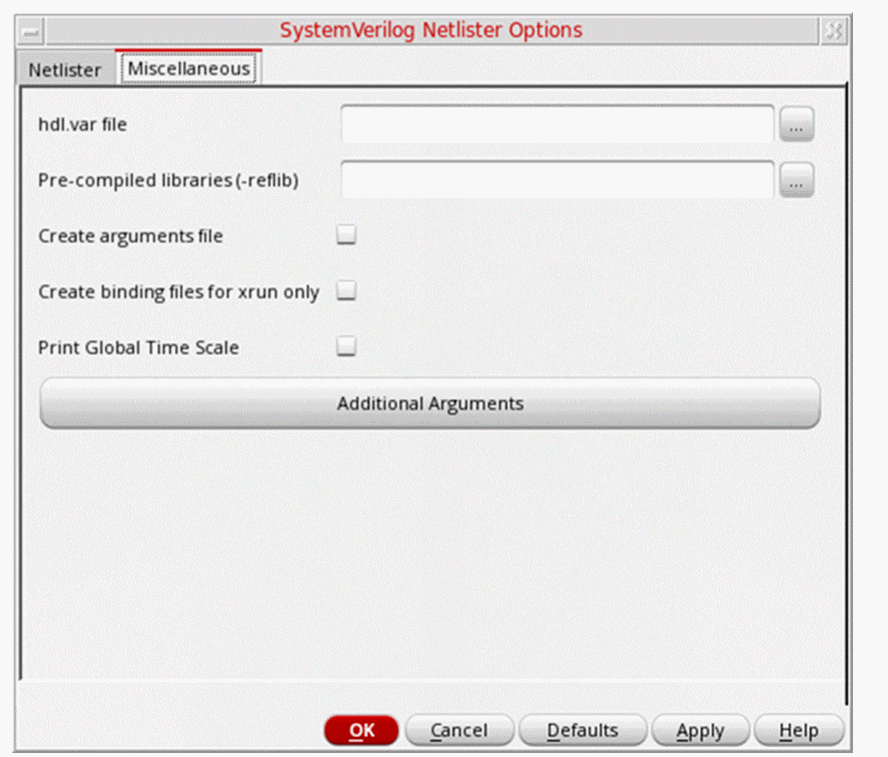 SystemVerilog Netlister Options
Netlister Miscellaneous
hdl.var file ...
Pre-compiled libraries (-reflib) ...
Create arguments file
Create binding files for xrun only
Print Global Time Scale
Additional Arguments
OK Cancel Defaults Apply Help